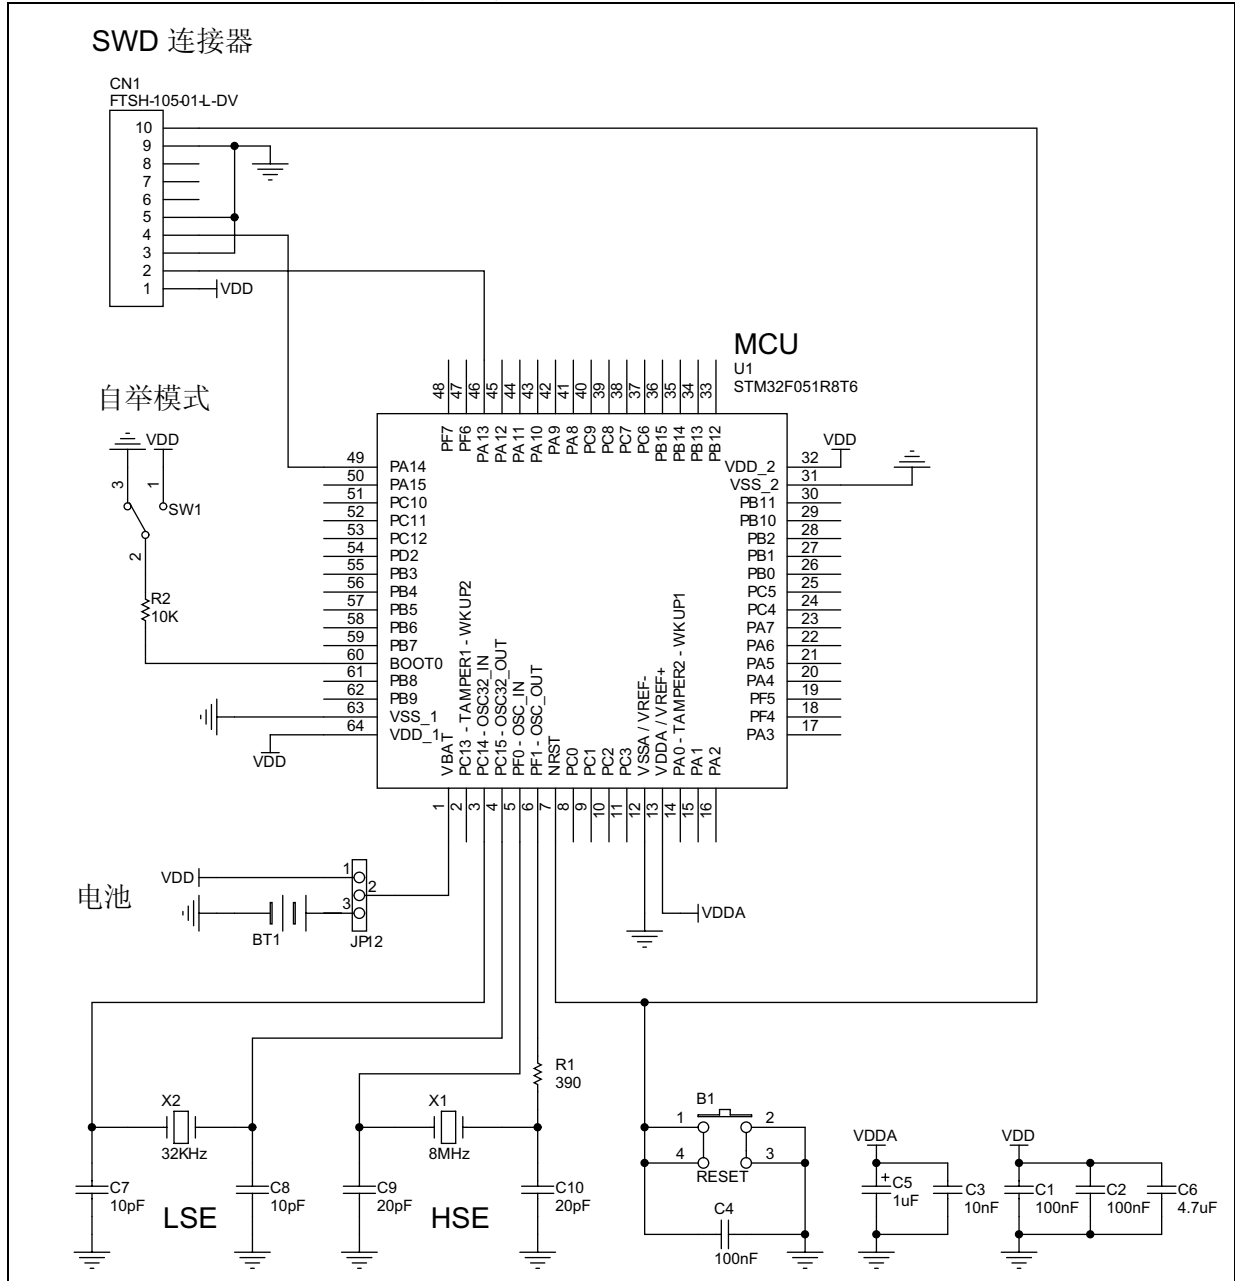 SWD 连接器
CN1
FTSH-105-01-L-DV
10
9
8
7
6
5
4
3
2
1
VDD
MCU
U1
STM32F051R8T6
自举模式
VDD
3
1
SW1
2
R2
10K
48 47 46 45 44 43 42 41 40 39 38 37 36 35 34 33
PF7 PF6 PA13 PA12 PA11 PA10 PA9 PA8 PC9 PC8 PC7 PC6 PB15 PB14 PB13 PB12
49 PA14
50 PA15
51 PC10
52 PC11
53 PC12
54 PD2
55 PB3
56 PB4
57 PB5
58 PB6
59 PB7
60 BOOT0
61 PB8
62 PB9
63 VSS_1
64 VDD_1
VDD
VDD_2 32
VDD
VSS_2 31
PB11 30
PB10 29
PB2 28
PB1 27
PB0 26
PC5 25
PC4 24
PA7 23
PA6 22
PA5 21
PA4 20
PF5 19
PF4 18
PA3 17
VBAT
PC13 - TAMPER1 - WKUP2
PC14 - OSC32_IN
PC15 - OSC32_OUT
PF0 - OSC_IN
PF1 - OSC_OUT
NRST
PC0
PC1
PC2
PC3
VSSA / VREF-
VDDA / VREF+
PA0 - TAMPER2 - WKUP1
PA1
PA2
1 2 3 4 5 6 7 8 9 10 11 12 13 14 15 16
电池
VDD
1
2
3
BT1
JP12
VDDA
X2
32KHz
C7
10pF
C8
10pF
LSE
R1
390
X1
8MHz
C9
20pF
C10
20pF
HSE
B1
1
2
4
3
RESET
C4
100nF
VDDA
+
C5
1uF
C3
10nF
VDD
C1
100nF
C2
100nF
C6
4.7uF